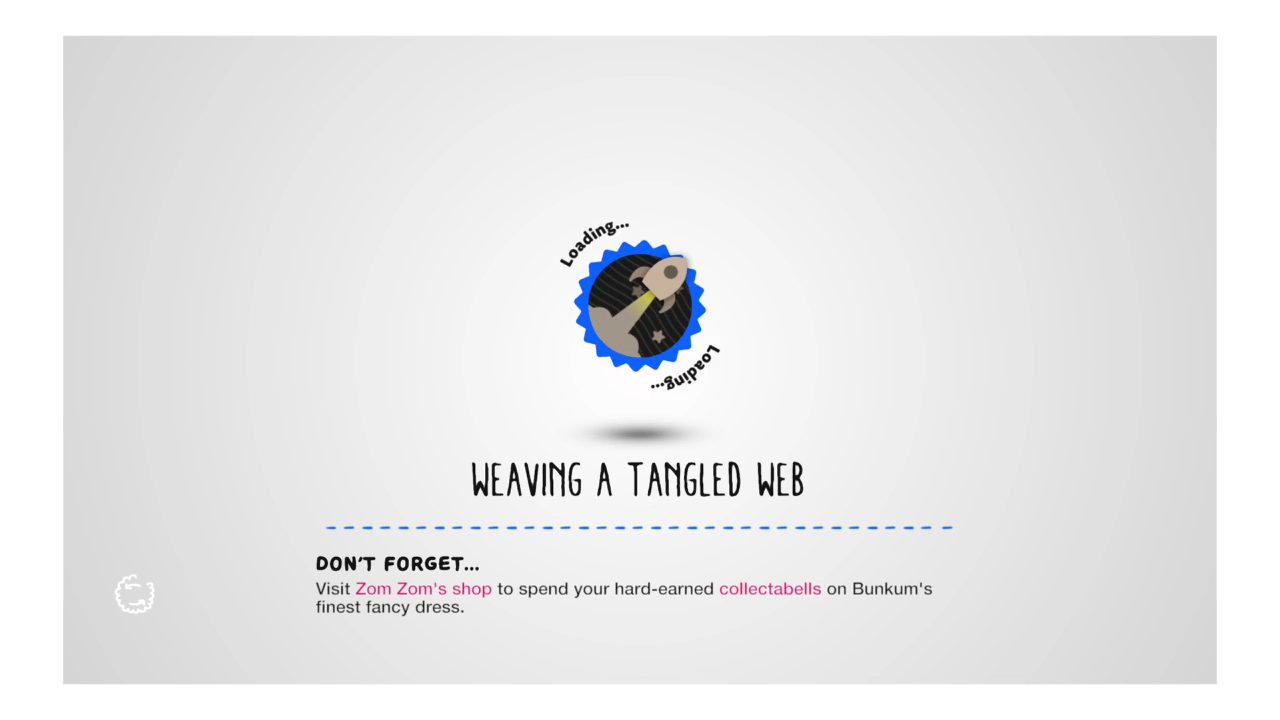 Loading...
Loading...
WEAVING A TANGLED WEB
DON'T FORGET...
Visit Zom Zom's shop to spend your hard-earned collectabells on Bunkum's
finest fancy dress.